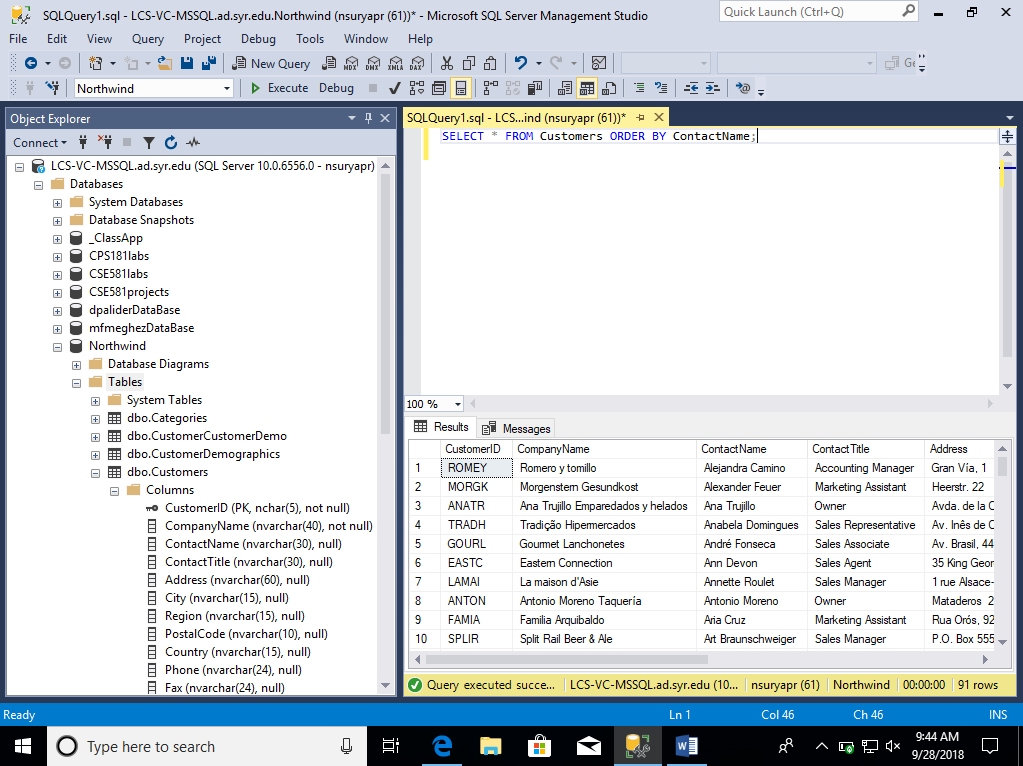 SQLQuery1.sql - LCS-VC-MSSQL.ad.syr.edu.Northwind (nsuryapr (61))* - Microsoft SQL Server Management Studio
Quick Launch (Ctrl+Q)
File Edit View Query Project Debug Tools Window Help
New Query MDX DMX XMLA DAX
Northwind Execute Debug
Object Explorer
Connect
LCS-VC-MSSQL.ad.syr.edu (SQL Server 10.0.6556.0 - nsuryapr)
Databases
System Databases
Database Snapshots
_ClassApp
CPS181labs
CSE581labs
CSE581projects
dpaliderDataBase
mfmeghezDataBase
Northwind
Database Diagrams
Tables
System Tables
dbo.Categories
dbo.CustomerCustomerDemo
dbo.CustomerDemographics
dbo.Customers
Columns
CustomerID (PK, nchar(5), not null)
CompanyName (nvarchar(40), not null)
ContactName (nvarchar(30), null)
ContactTitle (nvarchar(30), null)
Address (nvarchar(60), null)
City (nvarchar(15), null)
Region (nvarchar(15), null)
PostalCode (nvarchar(10), null)
Country (nvarchar(15), null)
Phone (nvarchar(24), null)
Fax (nvarchar(24), null)
SQLQuery1.sql - LCS...ind (nsuryapr (61))*
SELECT * FROM Customers ORDER BY ContactName;
100 %
Results Messages
CustomerID CompanyName ContactName ContactTitle Address
1 ROMEY Romero y tomillo Alejandra Camino Accounting Manager Gran Vía, 1
2 MORGK Morgenstern Gesundkost Alexander Feuer Marketing Assistant Heerstr. 22
3 ANATR Ana Trujillo Emparedados y helados Ana Trujillo Owner Avda. de la C
4 TRADH Tradição Hipermercados Anabela Domingues Sales Representative Av. Inês de C
5 GOURL Gourmet Lanchonetes André Fonseca Sales Associate Av. Brasil, 44
6 EASTC Eastern Connection Ann Devon Sales Agent 35 King Geor
7 LAMAI La maison d'Asie Annette Roulet Sales Manager 1 rue Alsace-
8 ANTON Antonio Moreno Taquería Antonio Moreno Owner Mataderos 2
9 FAMIA Familia Arquibaldo Aria Cruz Marketing Assistant Rua Orós, 92
10 SPLIR Split Rail Beer & Ale Art Braunschweiger Sales Manager P.O. Box 555
Query executed succe... LCS-VC-MSSQL.ad.syr.edu (10... nsuryapr (61) Northwind 00:00:00 91 rows
Ready Ln 1 Col 46 Ch 46 INS
Type here to search
9:44 AM
9/28/2018